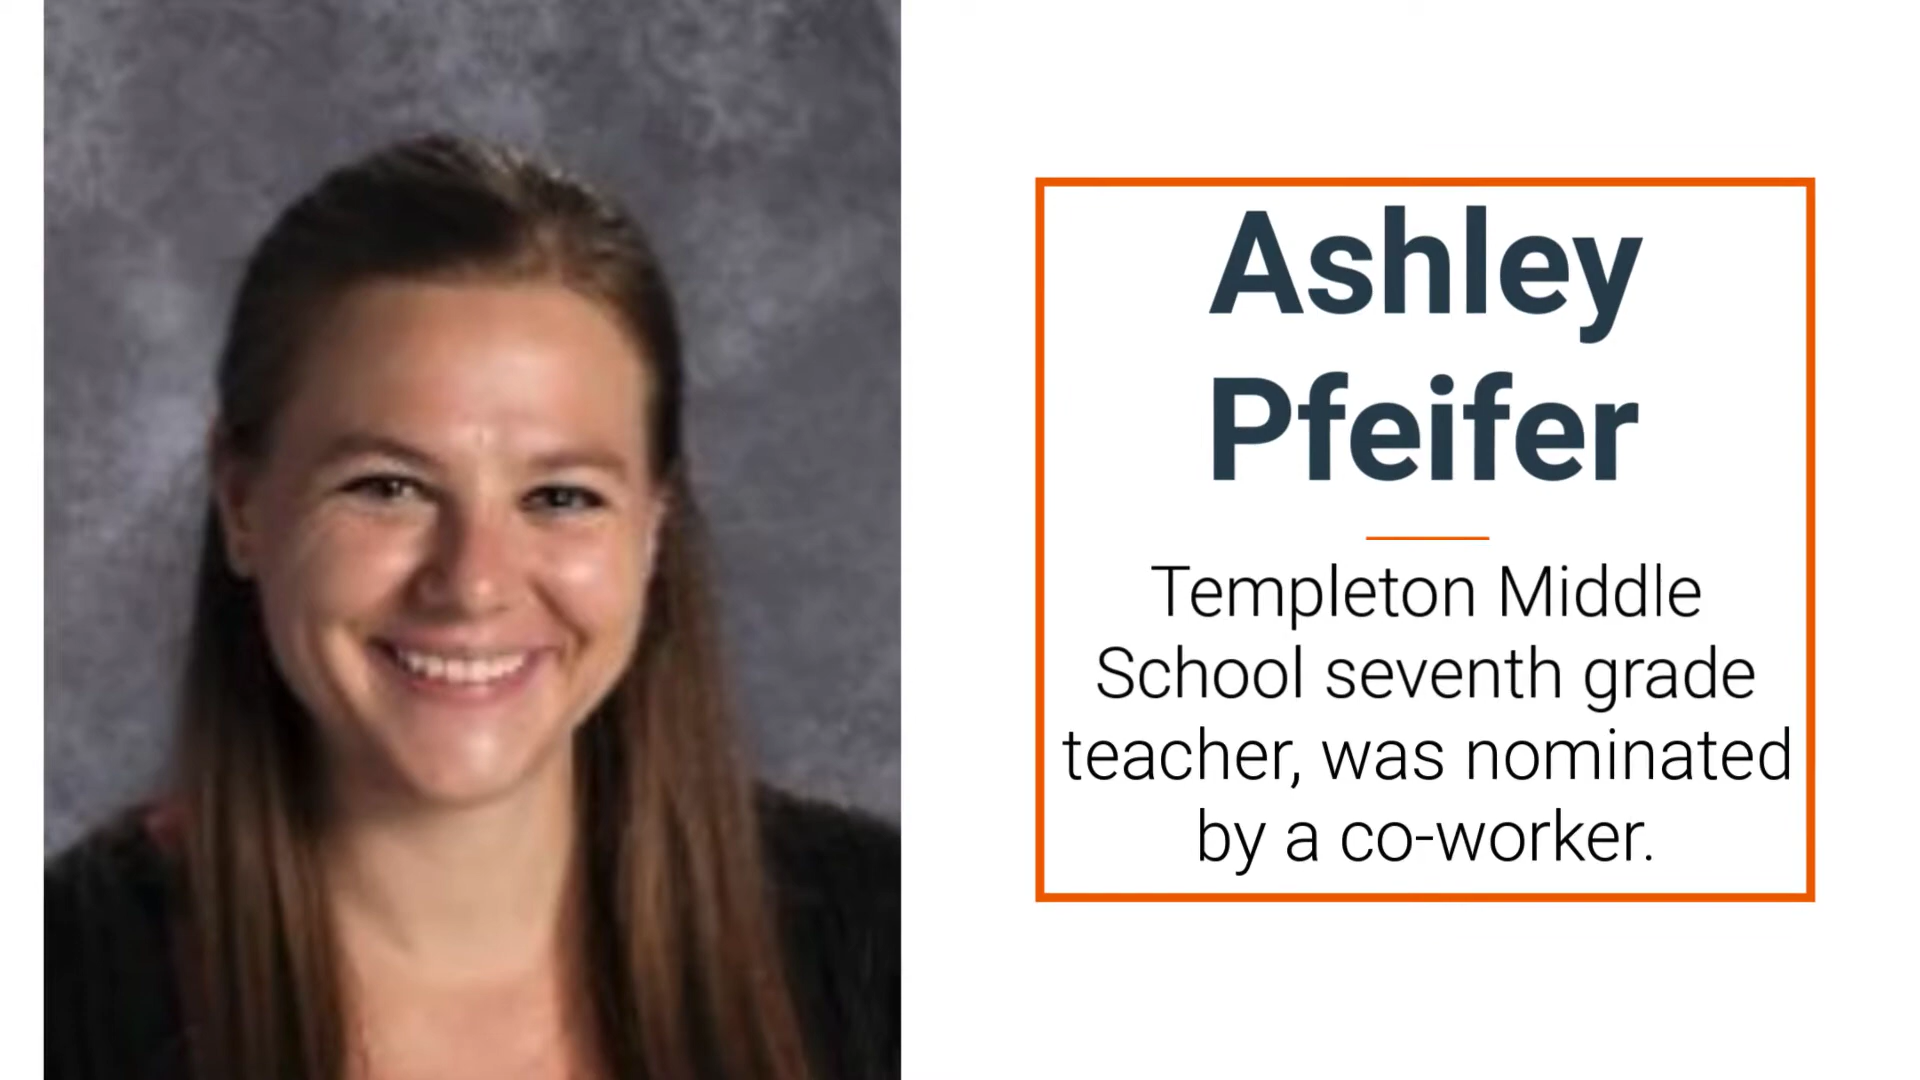 Ashley
Pfeifer
Templeton Middle
School seventh grade
teacher, was nominated
by a co-worker.